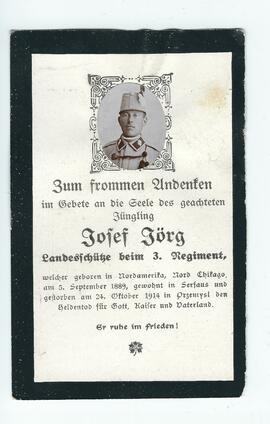 Zum frommen Andenken
im Gebete an die Seele des geachteten
Jüngling
Josef Jörg
Landesschütze beim 3. Regiment,
welcher geboren in Nordamerika, Nord Chikago,
am 5. September 1889, gewohnt in Serfaus und
gestorben am 24. Oktober 1914 in Przemysl den
Heldentod für Gott, Kaiser und Vaterland.
Er ruhe im Frieden!